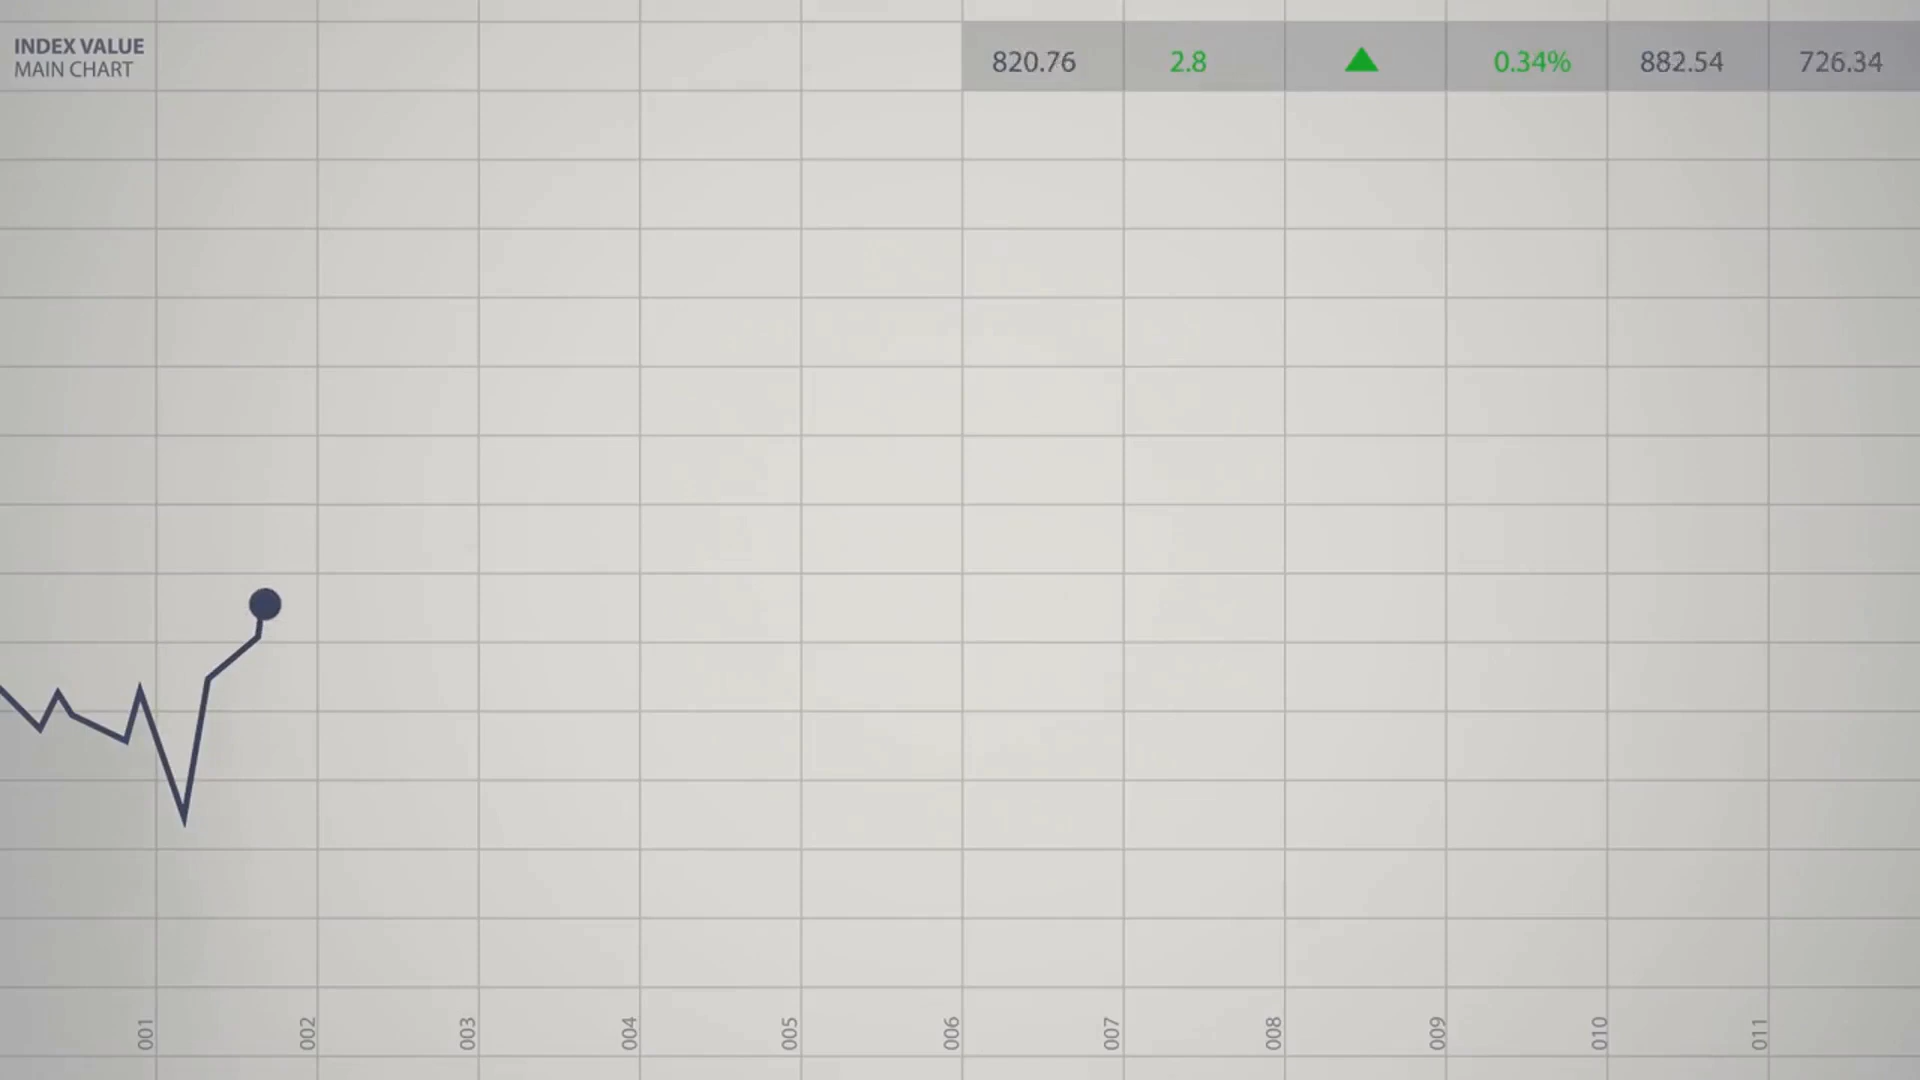 INDEX VALUE
MAIN CHART
820.76 2.8 0.34% 882.54 726.34
001 002 003 004 005 006 007 008 009 010 011